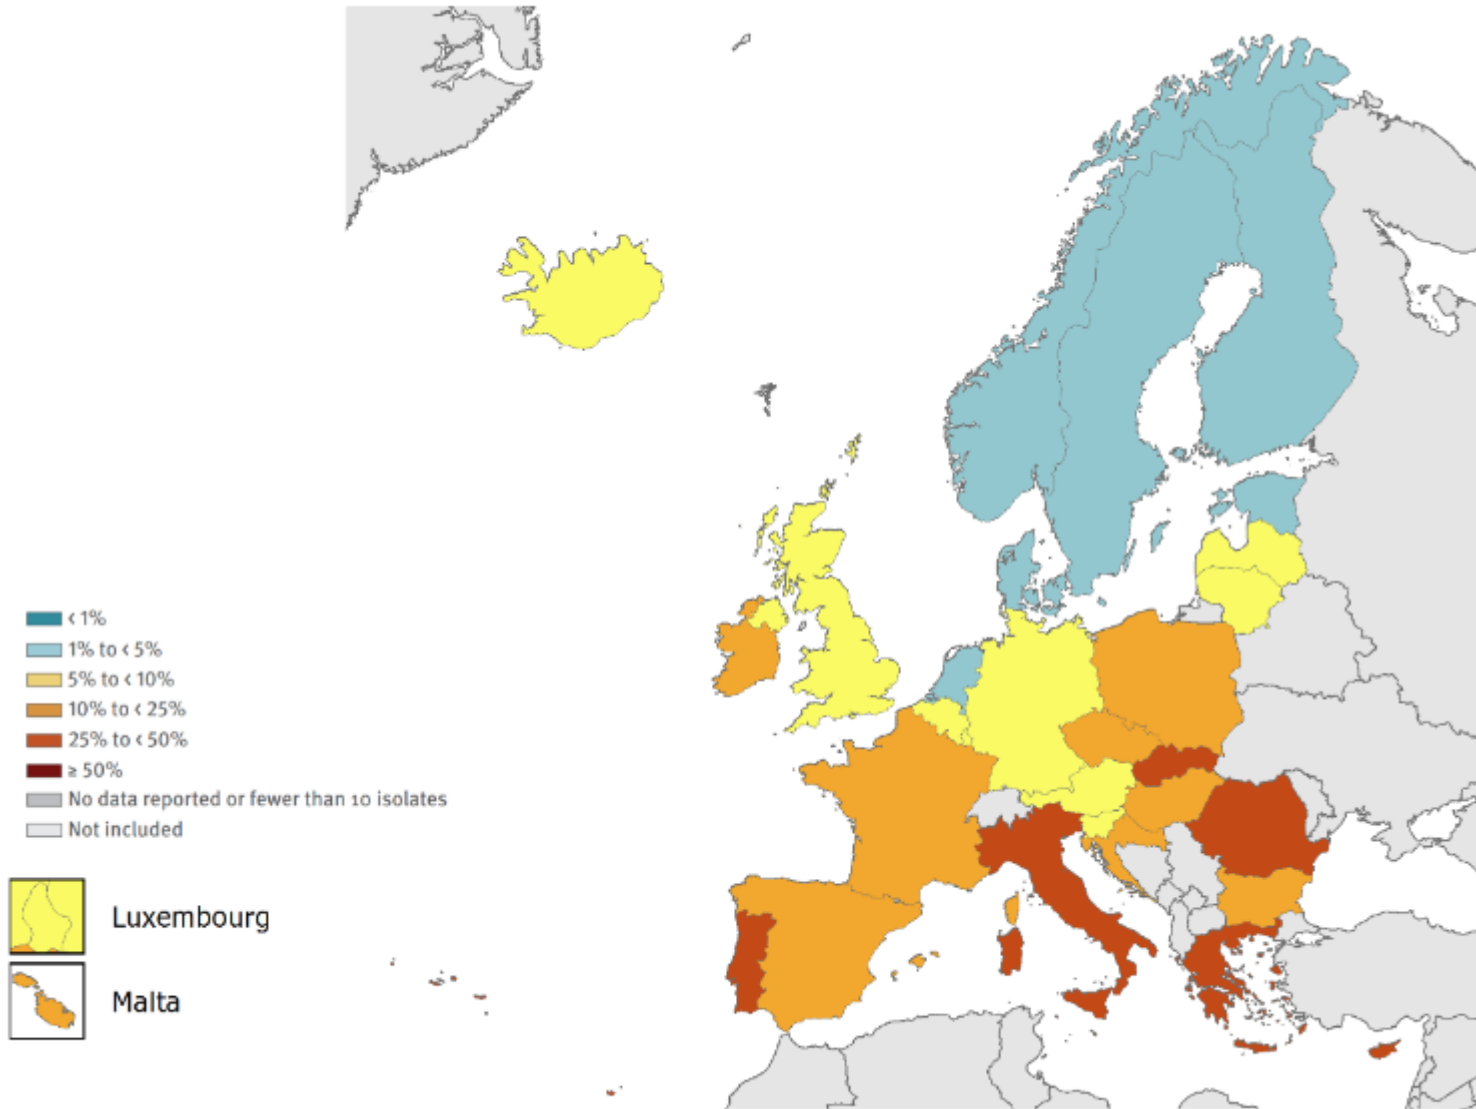 < 1%
1% to < 5%
5% to < 10%
10% to < 25%
25% to < 50%
≥ 50%
No data reported or fewer than 10 isolates
Not included
Luxembourg
Malta